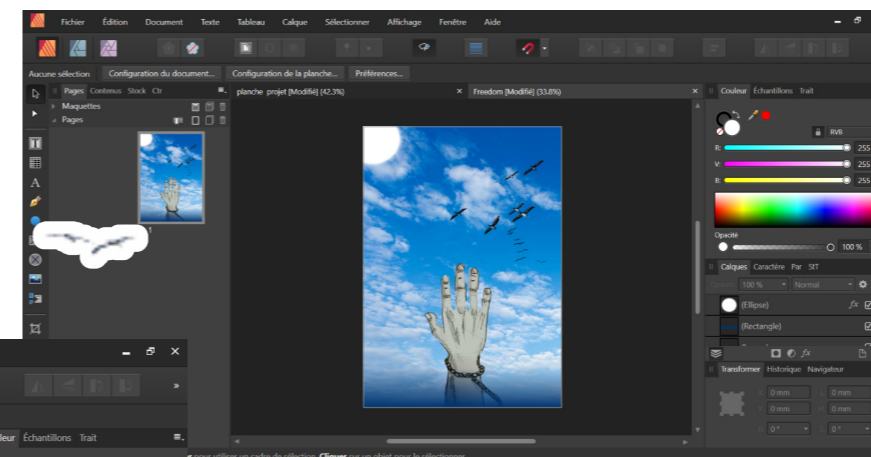 Fichier Édition Document Texte Tableau Calque Sélectionner Affichage Fenêtre Aide
Aucune sélection Configuration du document... Configuration de la planche... Préférences...
Pages Contenus Stock Ctr
planche projet [Modifié] (42.3%) × Freedom [Modifié] (33.8%) ×
Couleur Échantillons Trait
Maquettes
Pages
RVB
R: 255
V: 255
B: 255
Opacité
100 %
Calques Caractère Par StT
100 % Normal
(Ellipse) fx
(Rectangle)
fx
Transformer Historique Navigateur
X: 0 mm L: 0 mm
Y: 0 mm H: 0 mm
0 ° 0 °
leur Échantillons Trait
pour utiliser un cadre de sélection. Cliquer sur un objet pour le sélectionner.